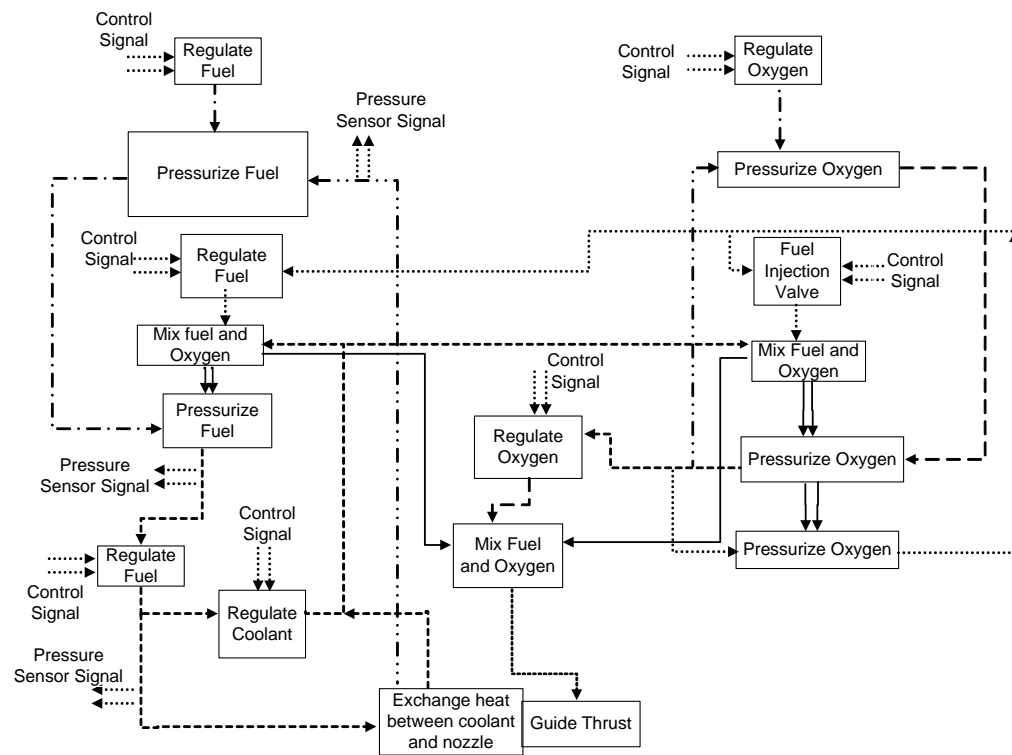 Control
Signal
Regulate
Fuel
Control
Signal
Regulate
Oxygen
Pressure
Sensor Signal
Pressurize Fuel
Pressurize Oxygen
Control
Signal
Regulate
Fuel
Fuel
Injection
Valve
Control
Signal
Mix fuel and
Oxygen
Mix Fuel and
Oxygen
Control
Signal
Pressurize
Fuel
Regulate
Oxygen
Pressurize Oxygen
Pressure
Sensor Signal
Control
Signal
Mix Fuel
and Oxygen
Pressurize Oxygen
Regulate
Fuel
Control
Signal
Regulate
Coolant
Pressure
Sensor Signal
Exchange heat
between coolant
and nozzle
Guide Thrust